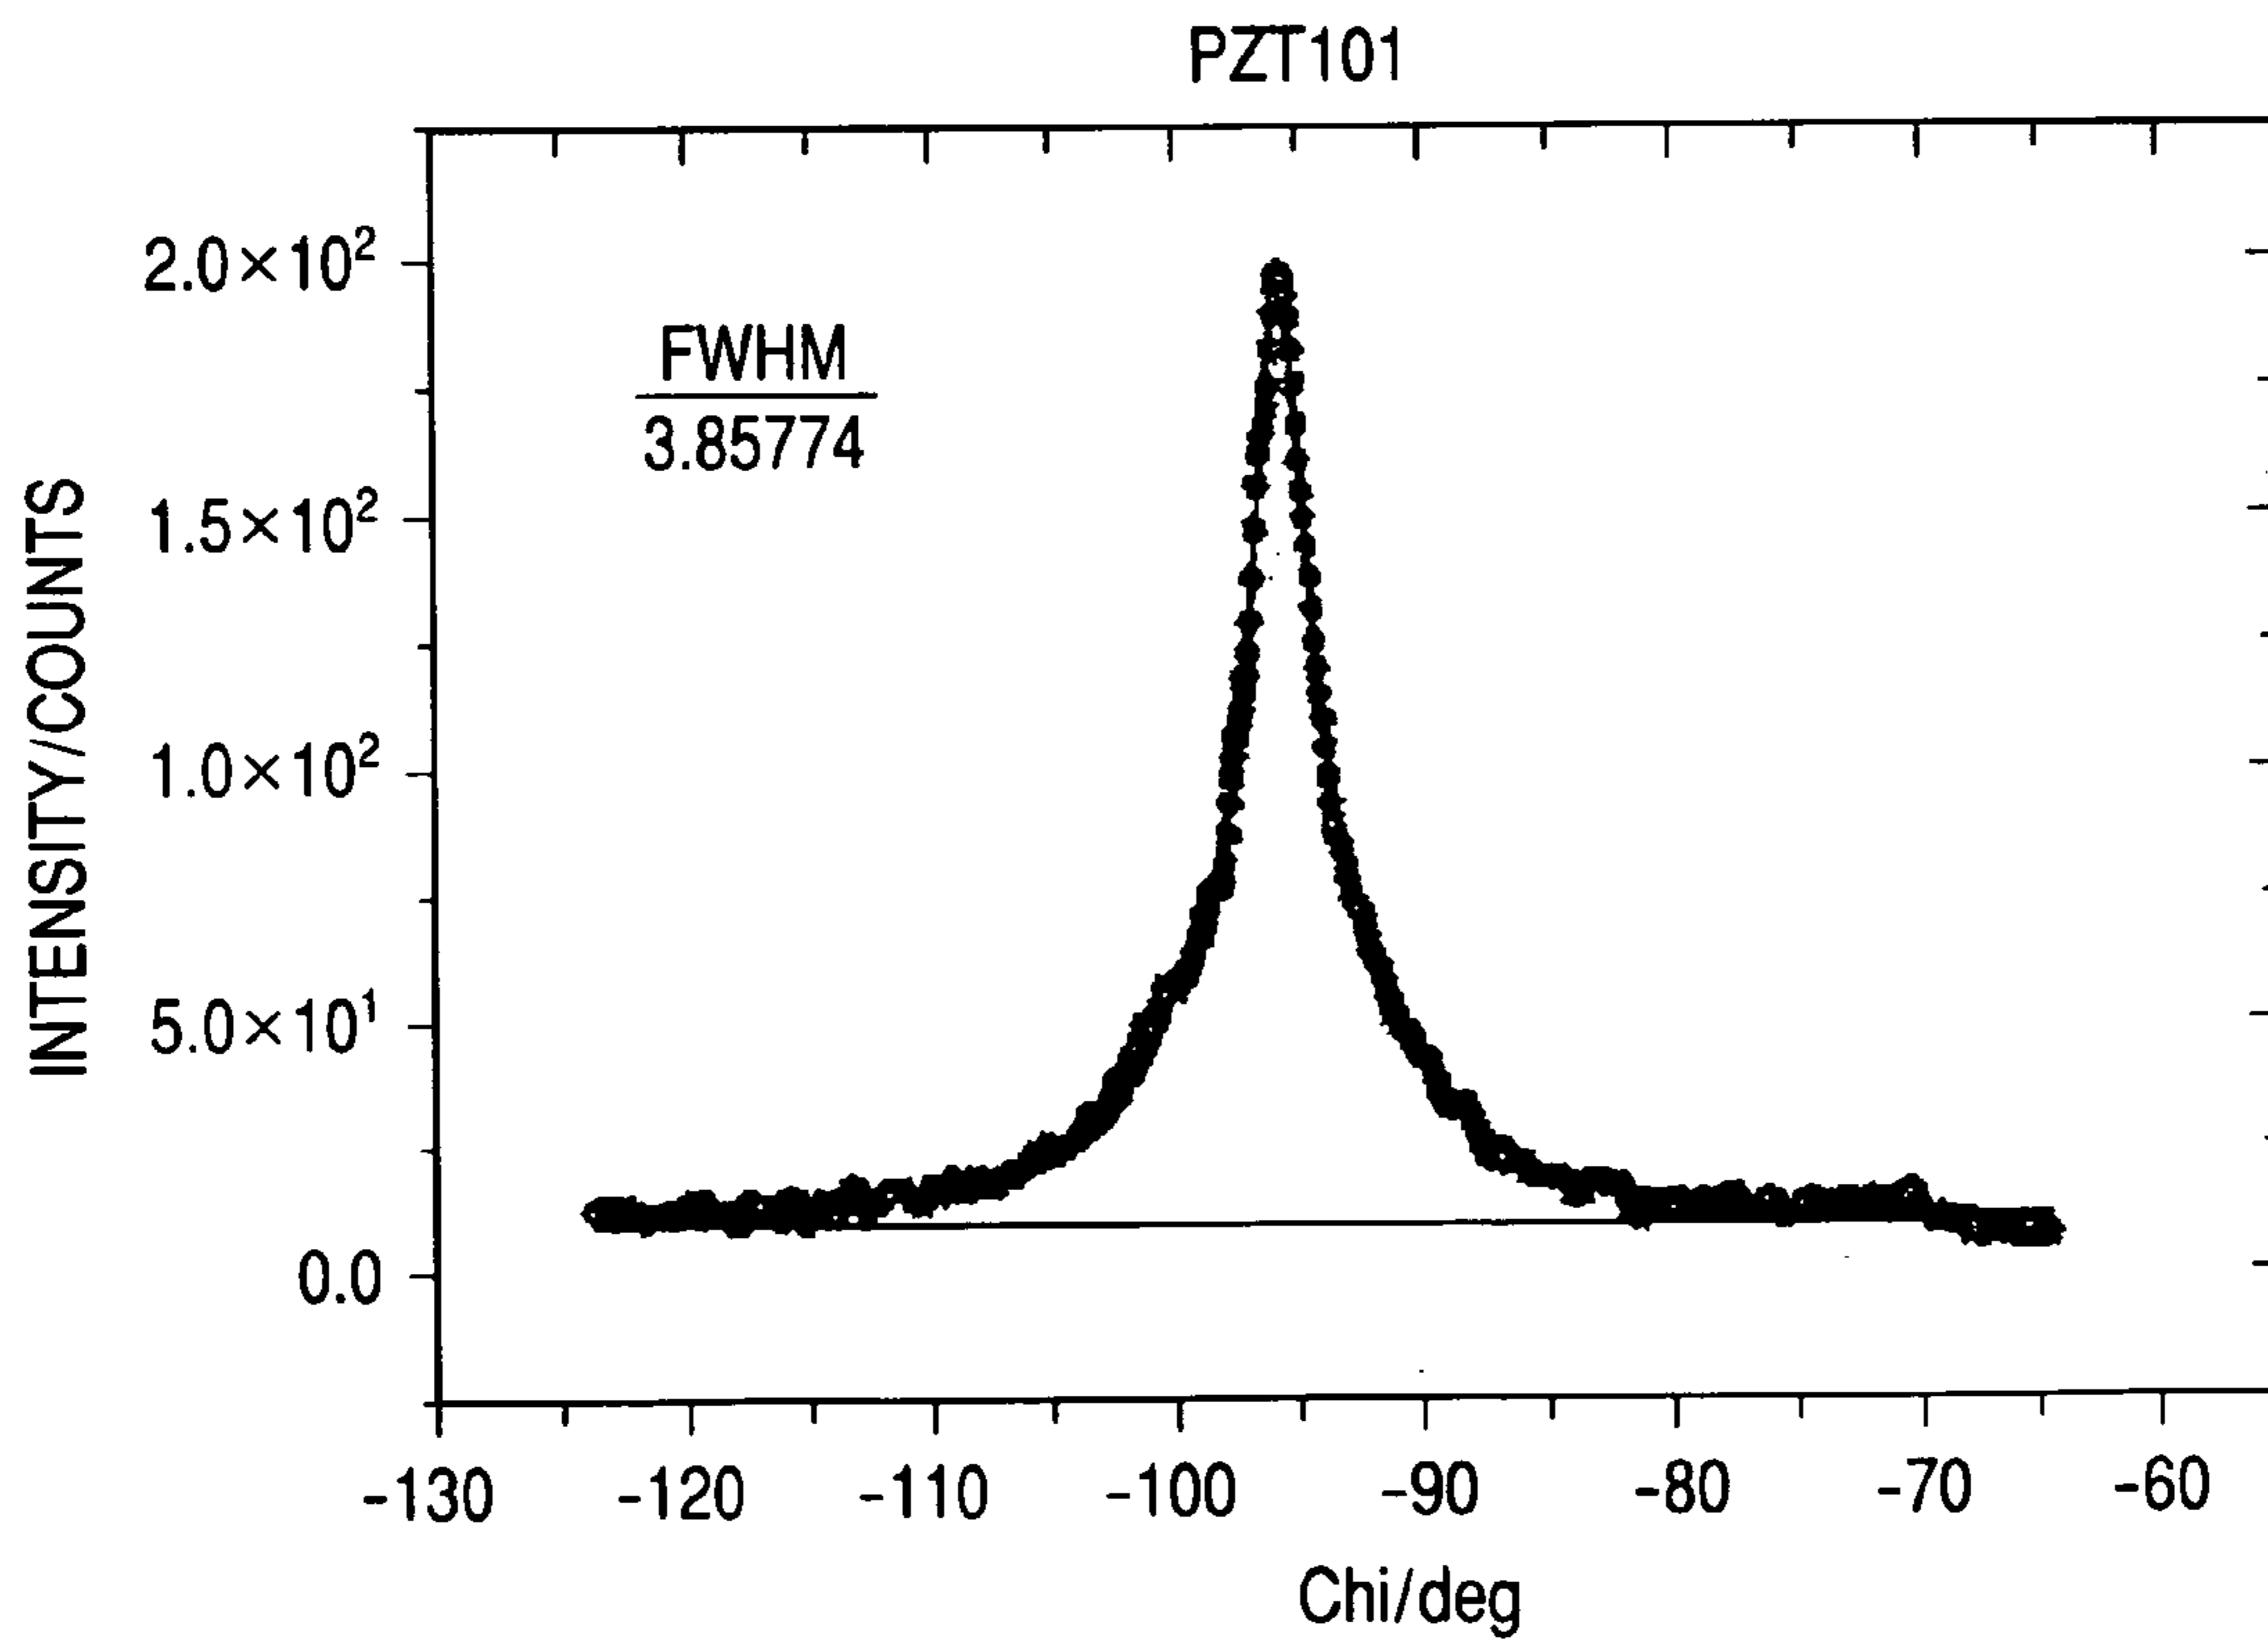 PZT101
2.0×10²
FWHM
3.85774
1.5×10²
INTENSITY/COUNTS
1.0×10²
5.0×10¹
0.0
-130 -120 -110 -100 -90 -80 -70 -60
Chi/deg